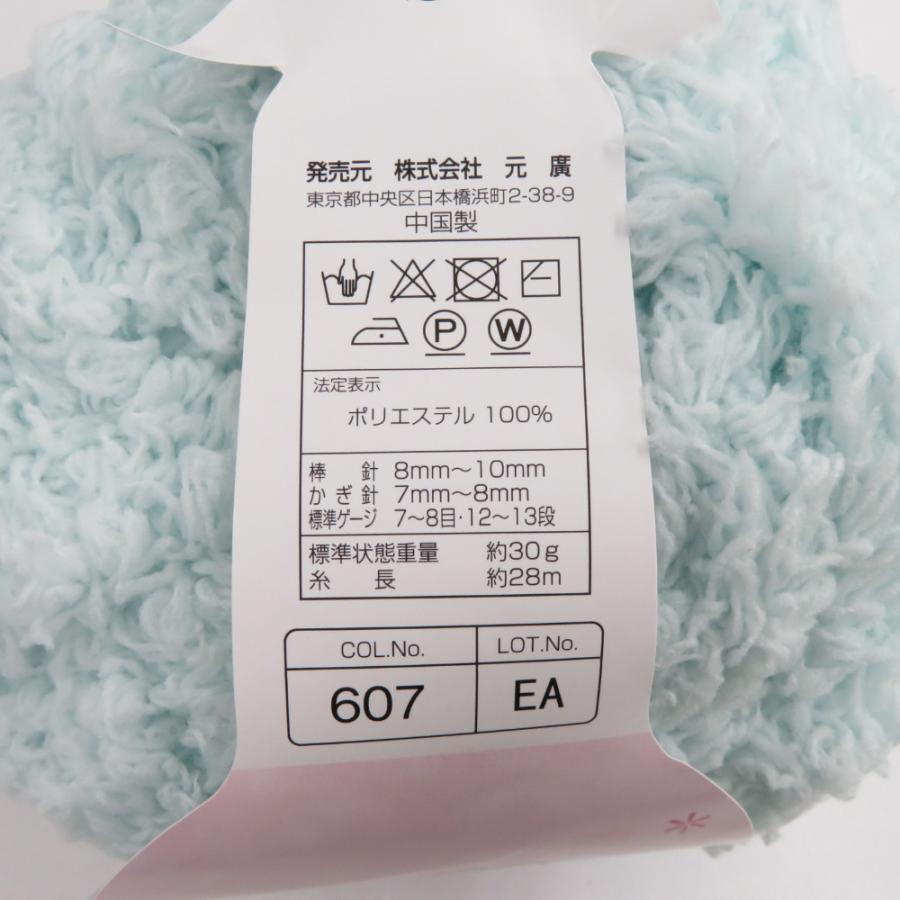 発売元 株式会社 元 廣
東京都中央区日本橋浜町2-38-9
中国製
P W
法定表示
ポリエステル 100%
棒 針 8mm～10mm
かぎ針 7mm～8mm
標準ゲージ 7～8目・12～13段
標準状態重量 約30g
糸 長 約28m
COL.No. LOT.No.
607 EA